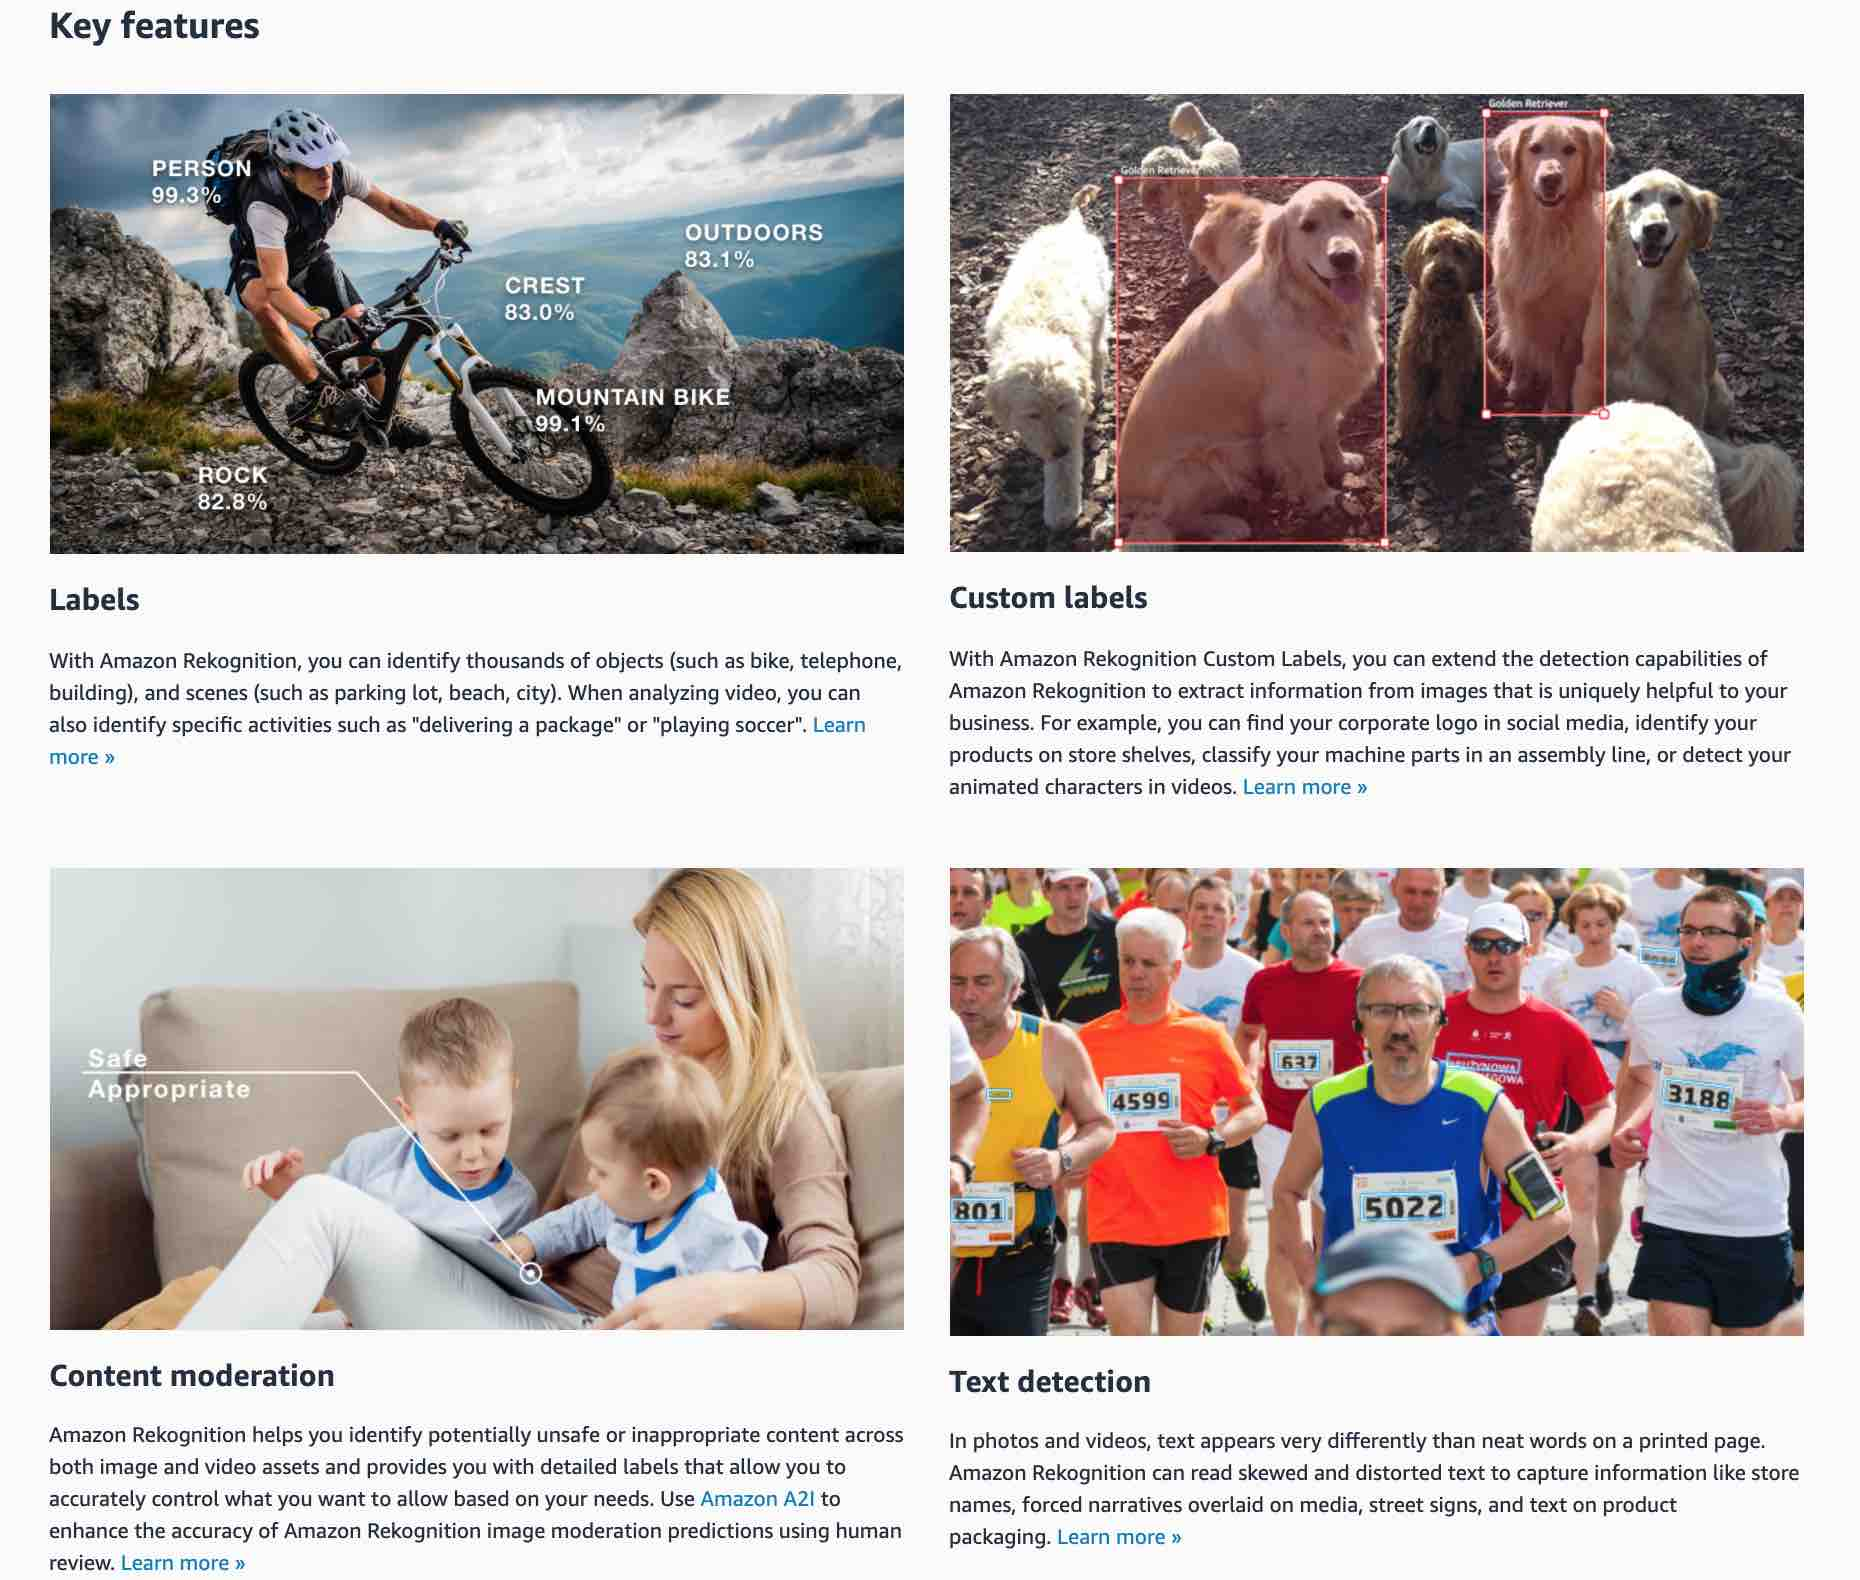 Key features
PERSON
99.3%
OUTDOORS
83.1%
CREST
83.0%
MOUNTAIN BIKE
99.1%
ROCK
82.8%
Golden Retriever
Golden Retriever
Labels
With Amazon Rekognition, you can identify thousands of objects (such as bike, telephone,
building), and scenes (such as parking lot, beach, city). When analyzing video, you can
also identify specific activities such as "delivering a package" or "playing soccer". Learn
more »
Custom labels
With Amazon Rekognition Custom Labels, you can extend the detection capabilities of
Amazon Rekognition to extract information from images that is uniquely helpful to your
business. For example, you can find your corporate logo in social media, identify your
products on store shelves, classify your machine parts in an assembly line, or detect your
animated characters in videos. Learn more »
Safe
Appropriate
637
4599
3188
801
5022
Content moderation
Amazon Rekognition helps you identify potentially unsafe or inappropriate content across
both image and video assets and provides you with detailed labels that allow you to
accurately control what you want to allow based on your needs. Use Amazon A2I to
enhance the accuracy of Amazon Rekognition image moderation predictions using human
review. Learn more »
Text detection
In photos and videos, text appears very differently than neat words on a printed page.
Amazon Rekognition can read skewed and distorted text to capture information like store
names, forced narratives overlaid on media, street signs, and text on product
packaging. Learn more »